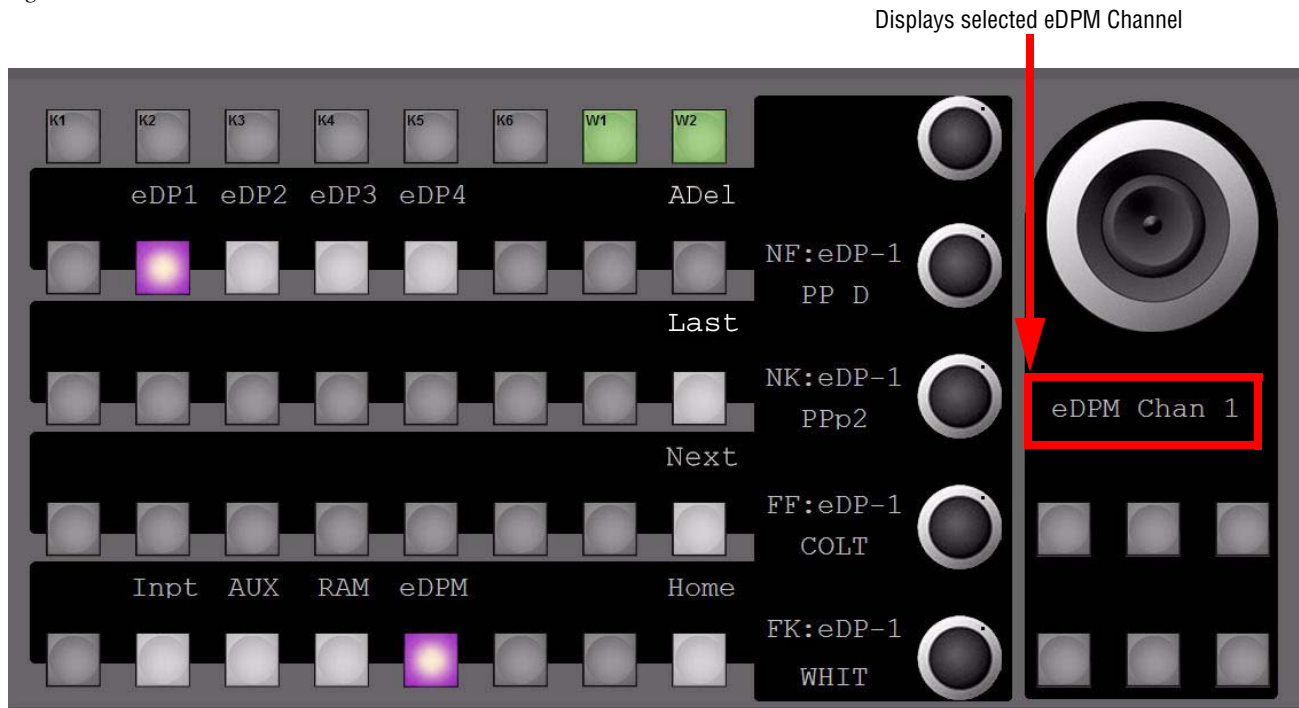 Displays selected eDPM Channel
K1 K2 K3 K4 K5 K6 W1 W2
eDP1 eDP2 eDP3 eDP4 ADel
NF:eDP-1
PP D
Last
NK:eDP-1
PPp2
eDPM Chan 1
Next
FF:eDP-1
COLT
Inpt AUX RAM eDPM Home
FK:eDP-1
WHIT